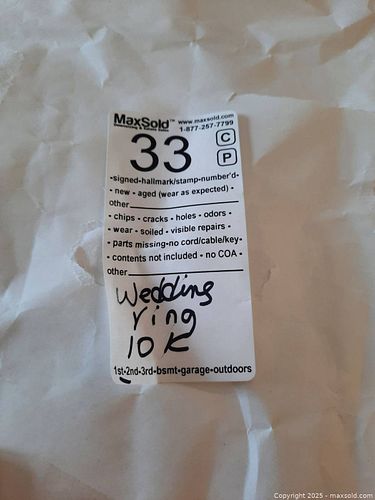 MaxSold™ www.maxsold.com
1-877-257-7799
33 C
P
-signed-hallmark/stamp-number'd-
- new - aged (wear as expected) -
other
- chips - cracks - holes - odors -
- wear - soiled - visible repairs -
- parts missing-no cord/cable/key-
- contents not included - no COA -
other
Wedding
ring
10 K
1st-2nd-3rd-bsmt-garage-outdoors
Copyright 2025 - maxsold.com